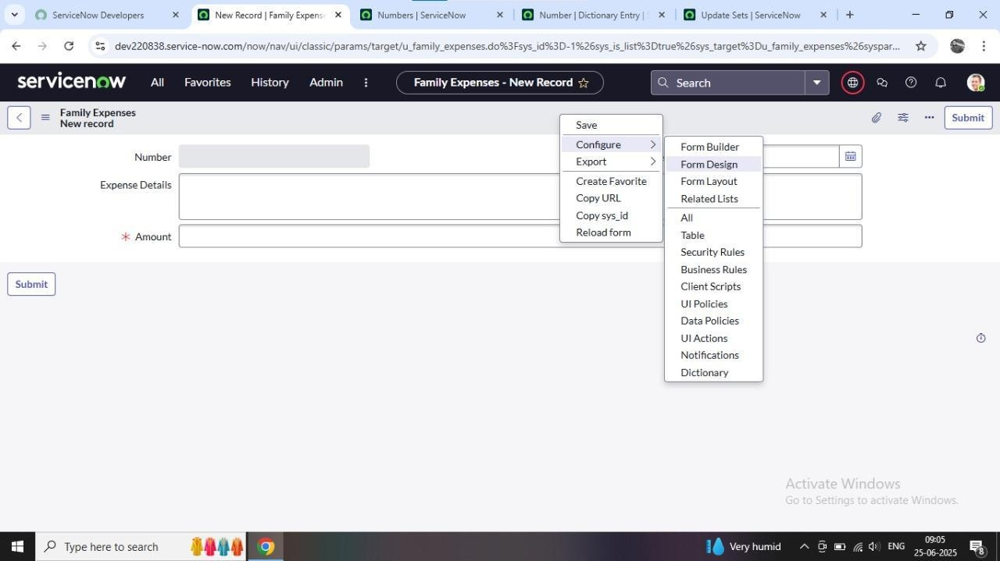 ServiceNow Developers
New Record | Family Expense
Numbers | ServiceNow
Number | Dictionary Entry |
Update Sets | ServiceNow
dev220838.service-now.com/now/nav/ui/classic/params/target/u_family_expenses.do%3Fsys_id%3D-1%26sys_is_list%3Dtrue%26sys_target%3Du_family_expenses%26syspar...
servicenow
All
Favorites
History
Admin
Family Expenses - New Record
Search
Family Expenses
New record
Submit
Number
Expense Details
Amount
Submit
Save
Configure
Export
Create Favorite
Copy URL
Copy sys_id
Reload form
Form Builder
Form Design
Form Layout
Related Lists
All
Table
Security Rules
Business Rules
Client Scripts
UI Policies
Data Policies
UI Actions
Notifications
Dictionary
Activate Windows
Go to Settings to activate Windows.
Type here to search
Very humid
ENG
09:05
25-06-2025
8